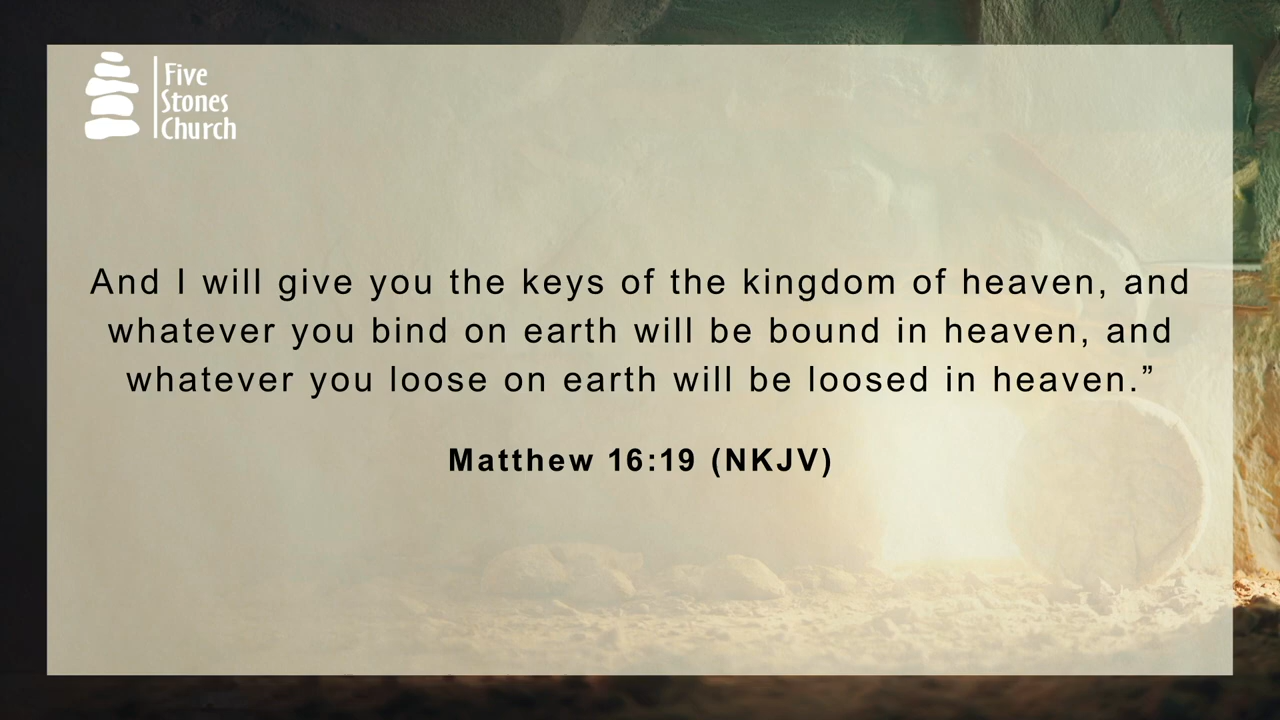 Five
Stones
Church
And I will give you the keys of the kingdom of heaven, and
whatever you bind on earth will be bound in heaven, and
whatever you loose on earth will be loosed in heaven.”
Matthew 16:19 (NKJV)